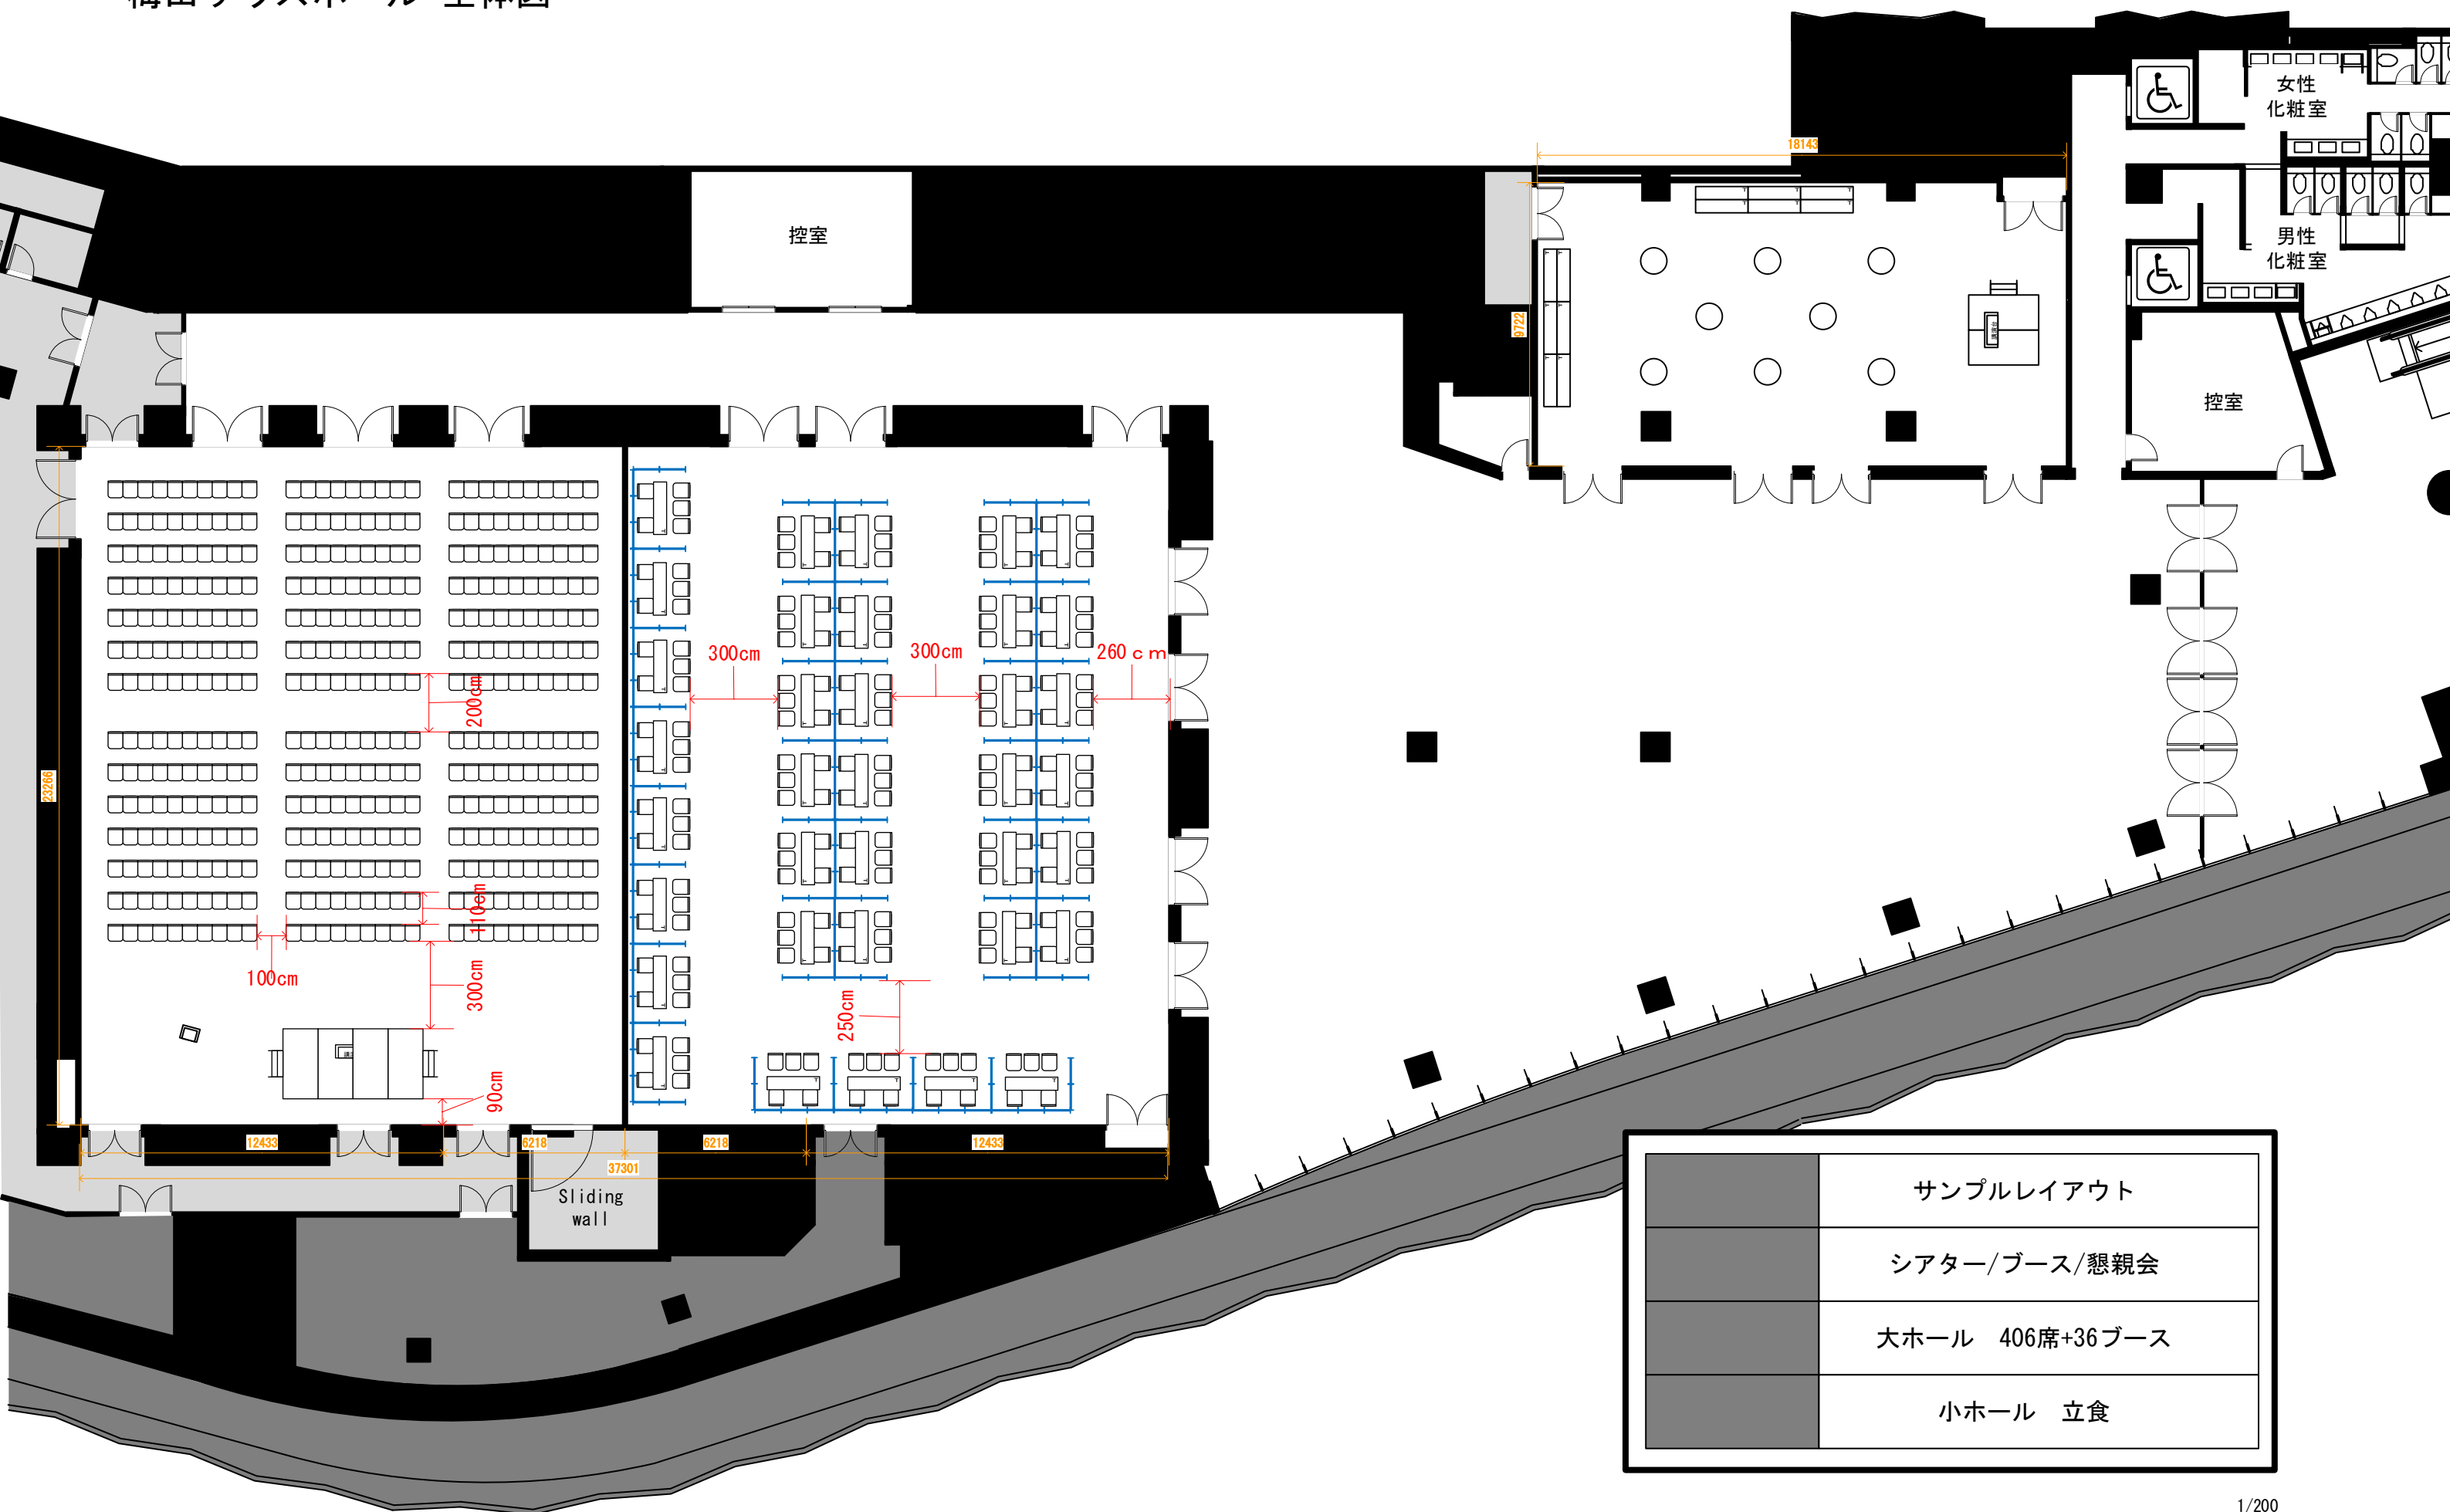 18143
女性
化粧室
控室
9722
男性
化粧室
控室
300cm
300cm
260ｃｍ
200cm
23266
110cm
100cm
300cm
250cm
90cm
12433
6218
6218
12433
37301
Sliding
wall
サンプルレイアウト
シアター/ブース/懇親会
大ホール　406席+36ブース
小ホール　立食
1/200